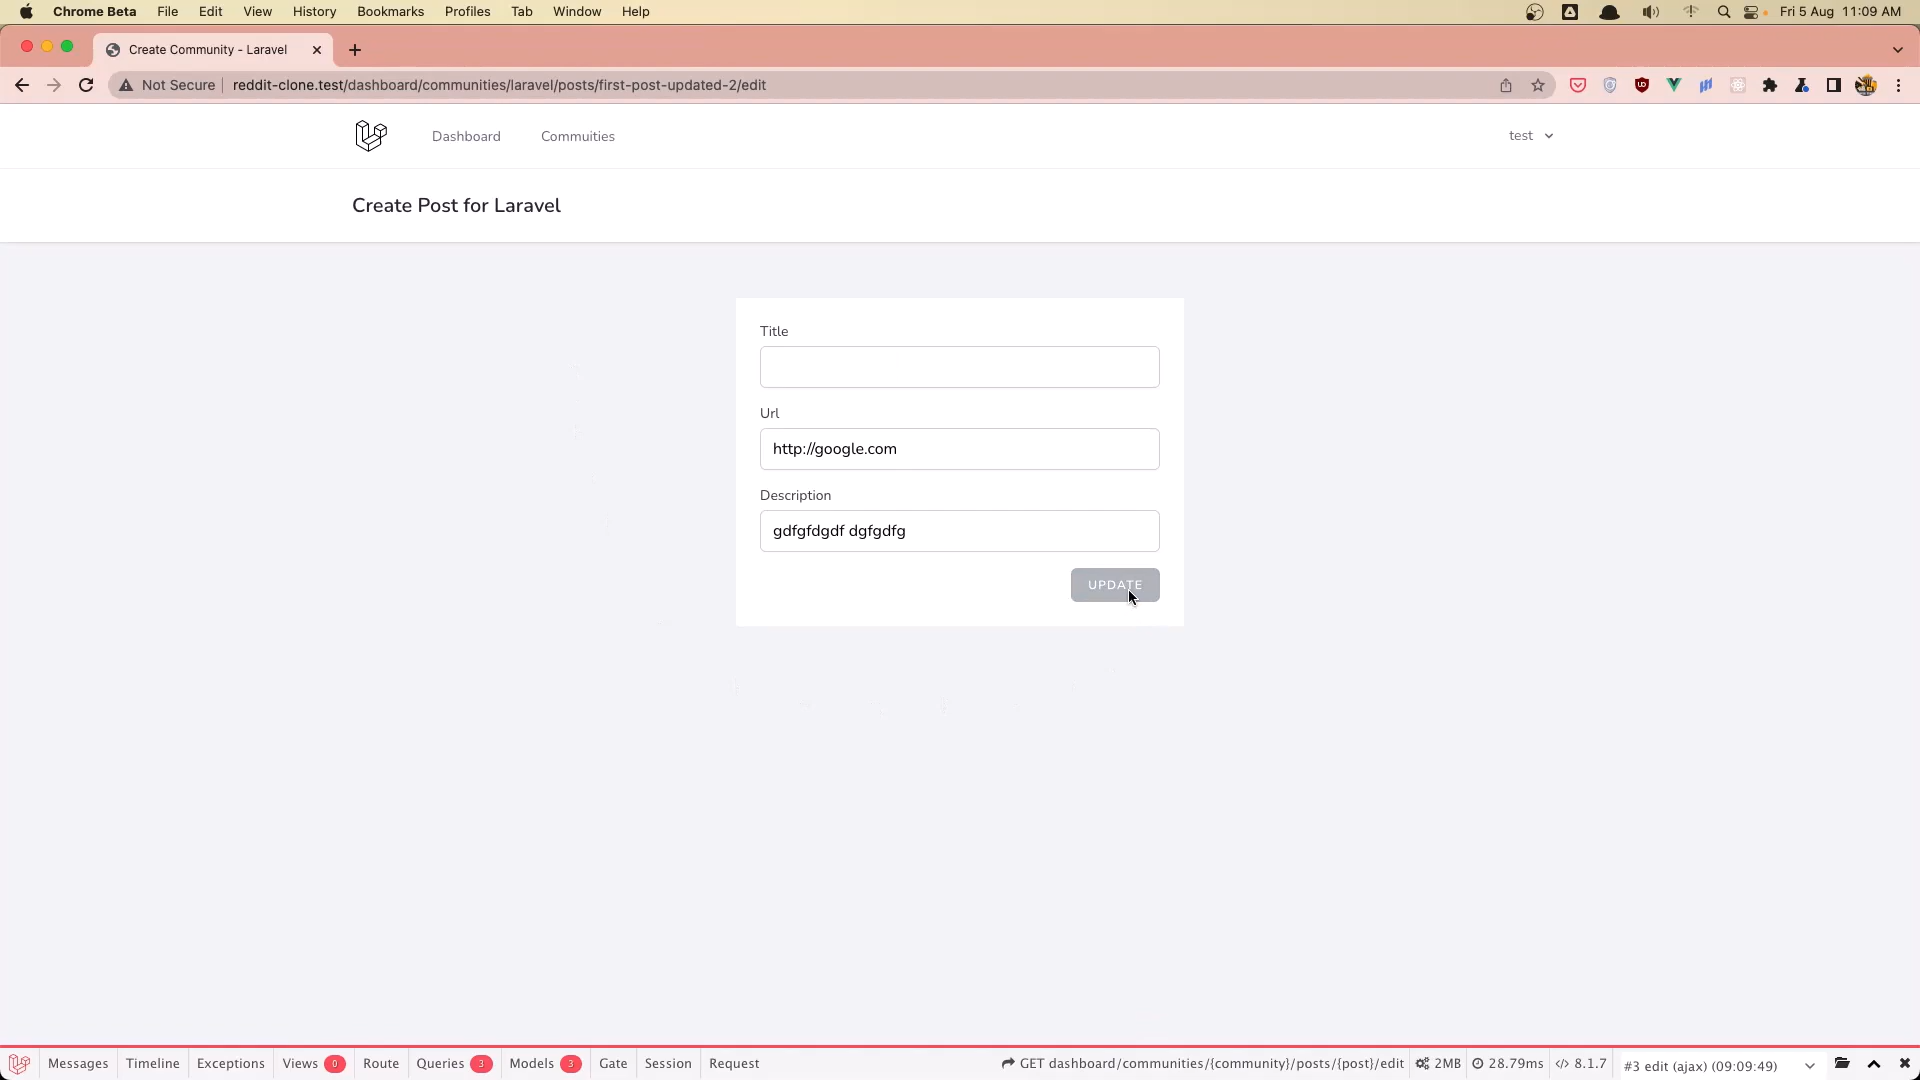 Chrome Beta File Edit View History Bookmarks Profiles Tab Window Help Fri 5 Aug 11:09 AM
Create Community - Laravel
Not Secure reddit-clone.test/dashboard/communities/laravel/posts/first-post-updated-2/edit
Dashboard Commuities test
Create Post for Laravel
Title
Url
http://google.com
Description
gdfgfdgdf dgfgdfg
UPDATE
Messages Timeline Exceptions Views 0 Route Queries 3 Models 3 Gate Session Request GET dashboard/communities/{community}/posts/{post}/edit 2MB 28.79ms 8.1.7 #3 edit (ajax) (09:09:49)